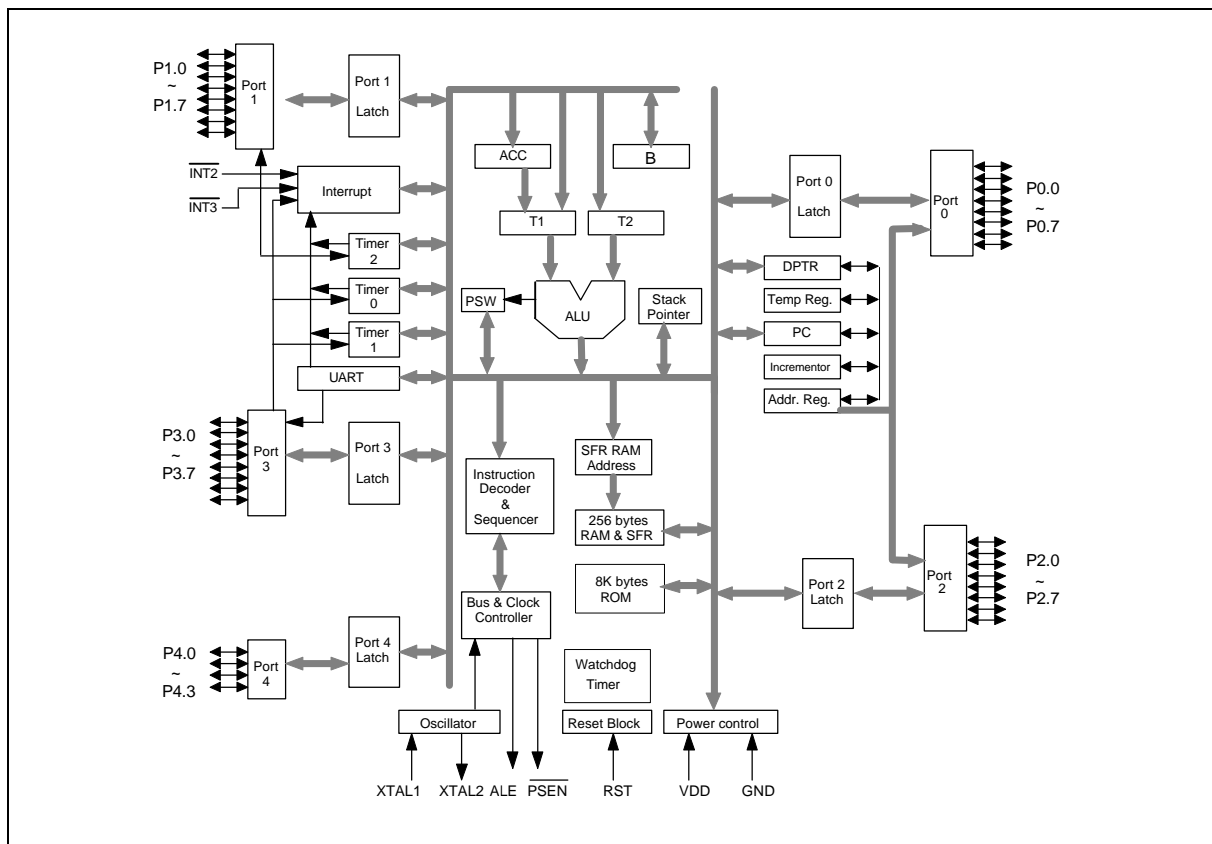 P1.0
~
P1.7
Port
1
Port 1
Latch
INT2
INT3
Interrupt
Timer
2
Timer
0
Timer
1
UART
P3.0
~
P3.7
Port
3
Port 3
Latch
P4.0
~
P4.3
Port
4
Port 4
Latch
ACC
B
T1
T2
PSW
ALU
Stack
Pointer
Instruction
Decoder
&
Sequencer
SFR RAM
Address
256 bytes
RAM & SFR
8K bytes
ROM
Bus & Clock
Controller
Watchdog
Timer
Oscillator
Reset Block
Power control
XTAL1
XTAL2
ALE
PSEN
RST
VDD
GND
Port 0
Latch
Port
0
P0.0
~
P0.7
DPTR
Temp Reg.
PC
Incrementor
Addr. Reg.
Port 2
Latch
Port
2
P2.0
~
P2.7